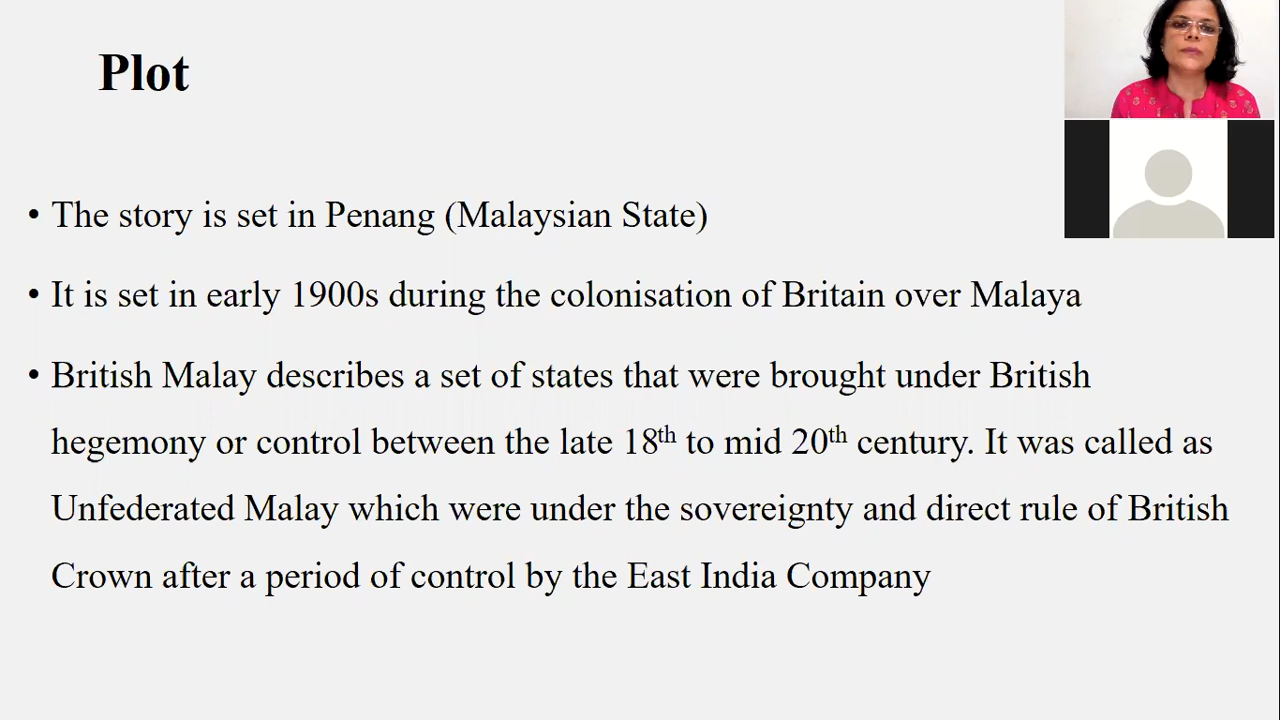 Plot
• The story is set in Penang (Malaysian State)
• It is set in early 1900s during the colonisation of Britain over Malaya
• British Malay describes a set of states that were brought under British
hegemony or control between the late 18th to mid 20th century. It was called as
Unfederated Malay which were under the sovereignty and direct rule of British
Crown after a period of control by the East India Company